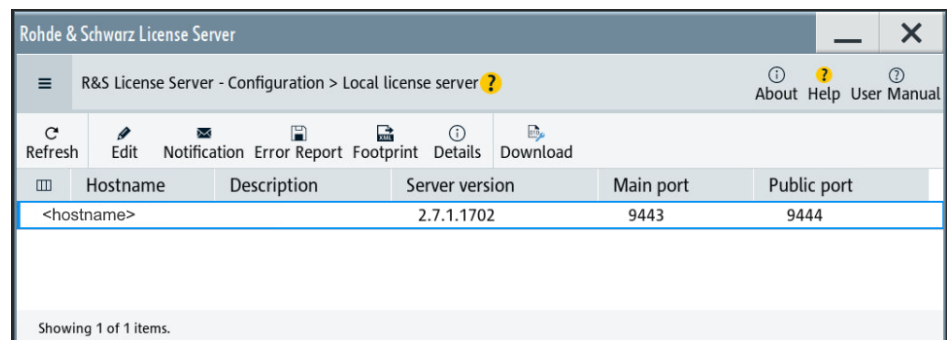 Rohde & Schwarz License Server
R&S License Server - Configuration > Local license server ?
About Help User Manual
Refresh Edit Notification Error Report Footprint Details Download
Hostname Description Server version Main port Public port
<hostname> 2.7.1.1702 9443 9444
Showing 1 of 1 items.